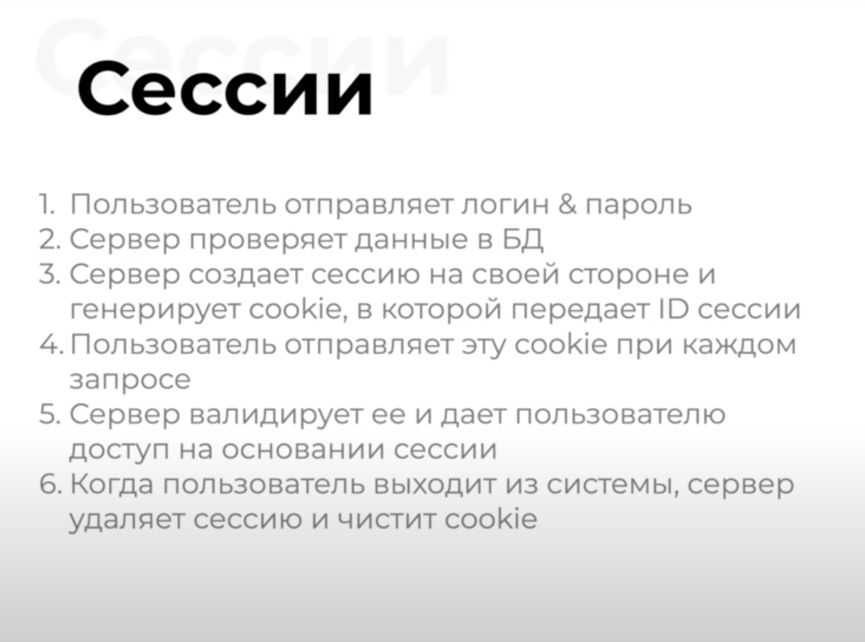 Сессии
Сессии
1. Пользователь отправляет логин & пароль
2. Сервер проверяет данные в БД
3. Сервер создает сессию на своей стороне и
генерирует cookie, в которой передает ID сессии
4. Пользователь отправляет эту cookie при каждом
запросе
5. Сервер валидирует ее и дает пользователю
доступ на основании сессии
6. Когда пользователь выходит из системы, сервер
удаляет сессию и чистит cookie